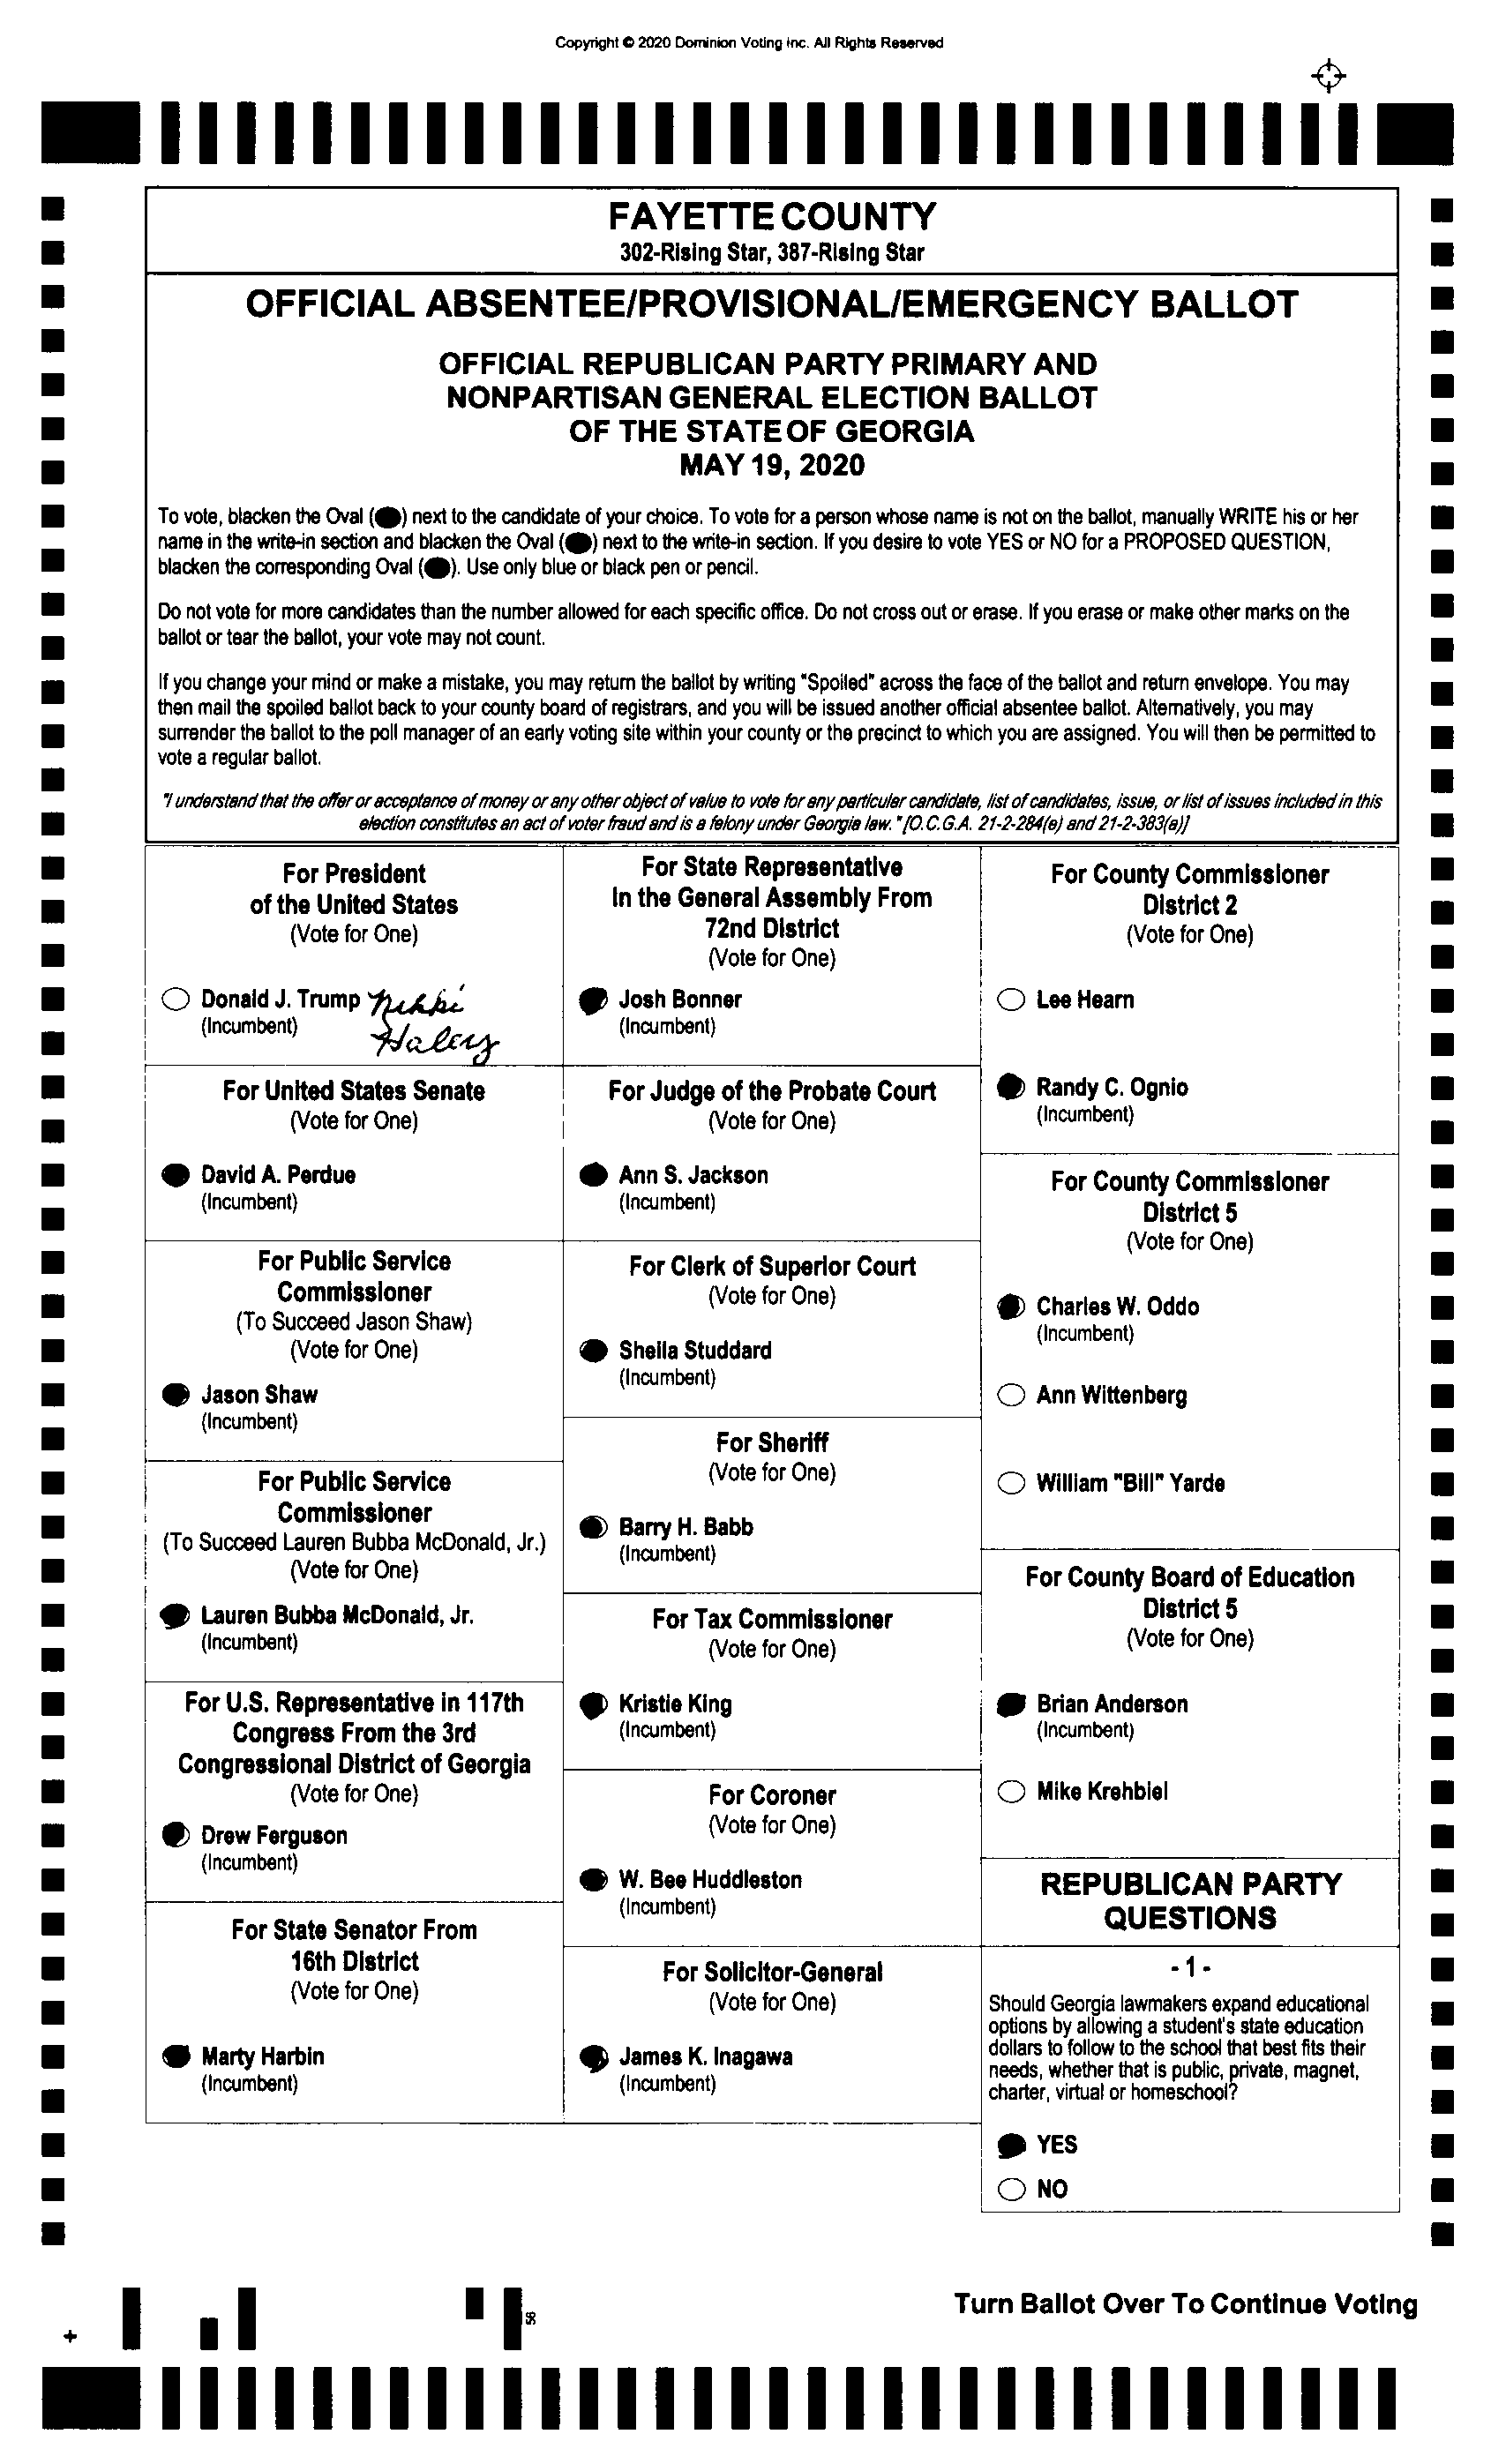 Copyright © 2020 Dominion Voting Inc. All Rights Reserved
FAYETTE COUNTY
302-Rising Star, 387-Rising Star
OFFICIAL ABSENTEE/PROVISIONAL/EMERGENCY BALLOT
OFFICIAL REPUBLICAN PARTY PRIMARY AND
NONPARTISAN GENERAL ELECTION BALLOT
OF THE STATE OF GEORGIA
MAY 19, 2020
To vote, blacken the Oval (●) next to the candidate of your choice. To vote for a person whose name is not on the ballot, manually WRITE his or her
name in the write-in section and blacken the Oval (●) next to the write-in section. If you desire to vote YES or NO for a PROPOSED QUESTION,
blacken the corresponding Oval (●). Use only blue or black pen or pencil.
Do not vote for more candidates than the number allowed for each specific office. Do not cross out or erase. If you erase or make other marks on the
ballot or tear the ballot, your vote may not count.
If you change your mind or make a mistake, you may return the ballot by writing "Spoiled" across the face of the ballot and return envelope. You may
then mail the spoiled ballot back to your county board of registrars, and you will be issued another official absentee ballot. Alternatively, you may
surrender the ballot to the poll manager of an early voting site within your county or the precinct to which you are assigned. You will then be permitted to
vote a regular ballot.
"I understand that the offer or acceptance of money or any other object of value to vote for any particular candidate, list of candidates, issue, or list of issues included in this
election constitutes an act of voter fraud and is a felony under Georgia law." [O.C.G.A. 21-2-284(e) and 21-2-383(a)]
For President
of the United States
(Vote for One)
Donald J. Trump Nikki
(Incumbent) Haley
For United States Senate
(Vote for One)
David A. Perdue
(Incumbent)
For Public Service
Commissioner
(To Succeed Jason Shaw)
(Vote for One)
Jason Shaw
(Incumbent)
For Public Service
Commissioner
(To Succeed Lauren Bubba McDonald, Jr.)
(Vote for One)
Lauren Bubba McDonald, Jr.
(Incumbent)
For U.S. Representative in 117th
Congress From the 3rd
Congressional District of Georgia
(Vote for One)
Drew Ferguson
(Incumbent)
For State Senator From
16th District
(Vote for One)
Marty Harbin
(Incumbent)
For State Representative
In the General Assembly From
72nd District
(Vote for One)
Josh Bonner
(Incumbent)
For Judge of the Probate Court
(Vote for One)
Ann S. Jackson
(Incumbent)
For Clerk of Superior Court
(Vote for One)
Sheila Studdard
(Incumbent)
For Sheriff
(Vote for One)
Barry H. Babb
(Incumbent)
For Tax Commissioner
(Vote for One)
Kristie King
(Incumbent)
For Coroner
(Vote for One)
W. Bee Huddleston
(Incumbent)
For Solicitor-General
(Vote for One)
James K. Inagawa
(Incumbent)
For County Commissioner
District 2
(Vote for One)
Lee Hearn
Randy C. Ognio
(Incumbent)
For County Commissioner
District 5
(Vote for One)
Charles W. Oddo
(Incumbent)
Ann Wittenberg
William "Bill" Yarde
For County Board of Education
District 5
(Vote for One)
Brian Anderson
(Incumbent)
Mike Krehbiel
REPUBLICAN PARTY
QUESTIONS
- 1 -
Should Georgia lawmakers expand educational
options by allowing a student's state education
dollars to follow to the school that best fits their
needs, whether that is public, private, magnet,
charter, virtual or homeschool?
YES
NO
56
Turn Ballot Over To Continue Voting